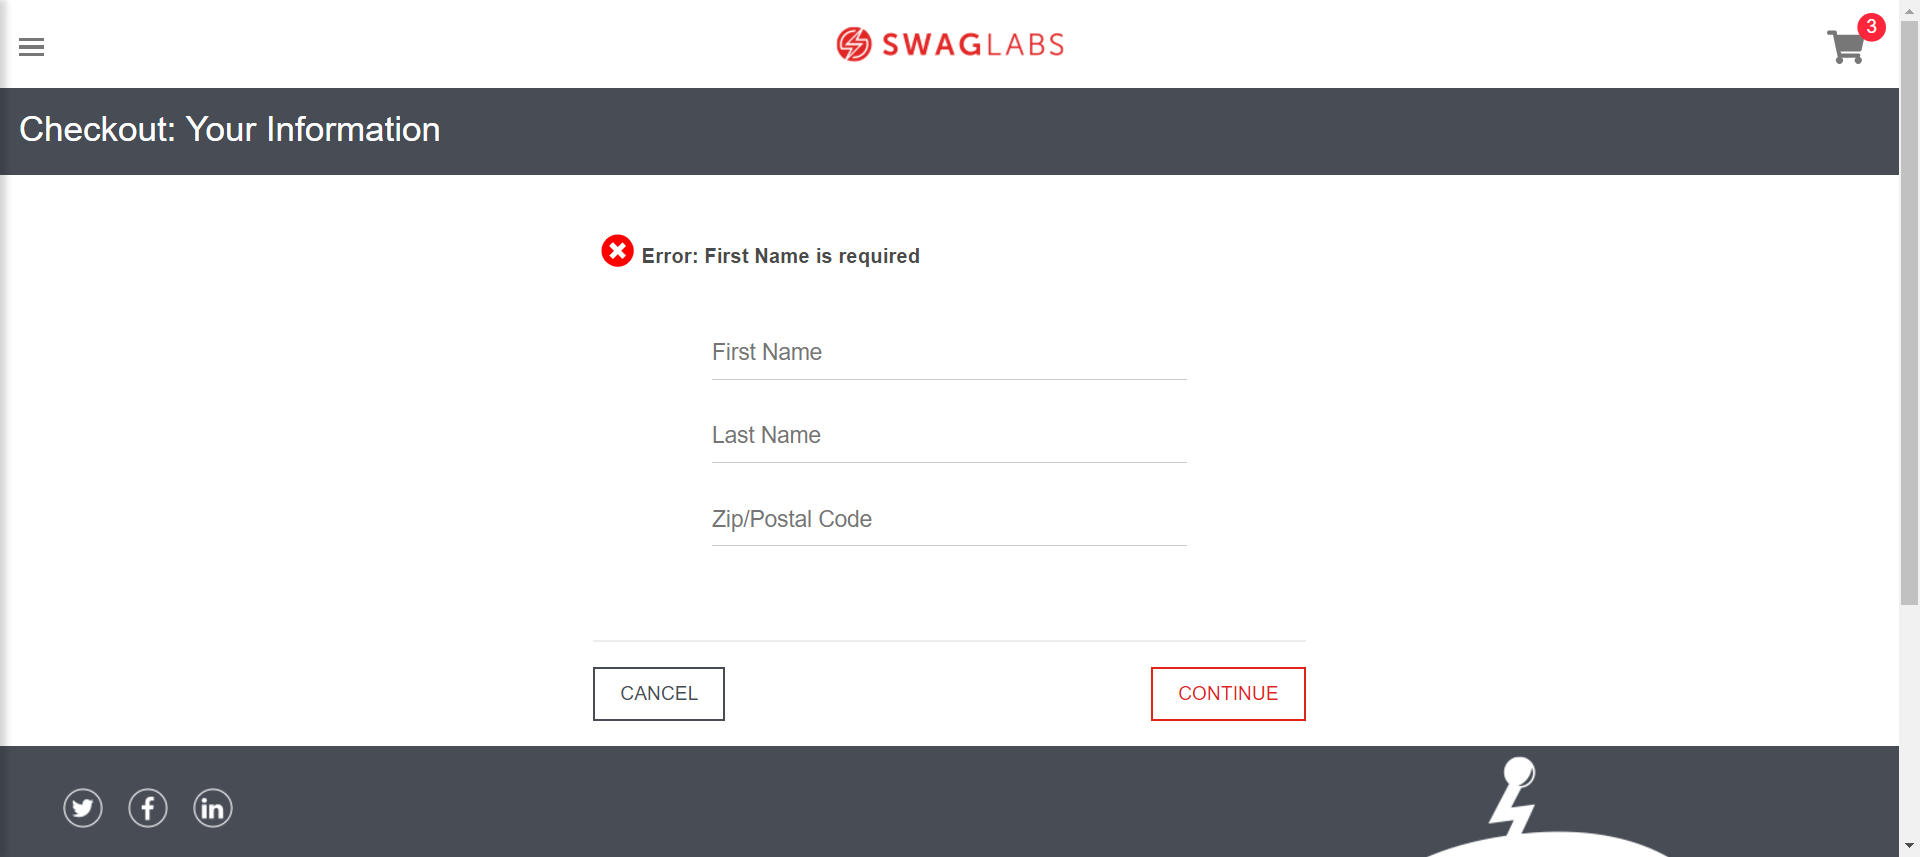 SWAGLABS
3
Checkout: Your Information
Error: First Name is required
First Name
Last Name
Zip/Postal Code
CANCEL
CONTINUE